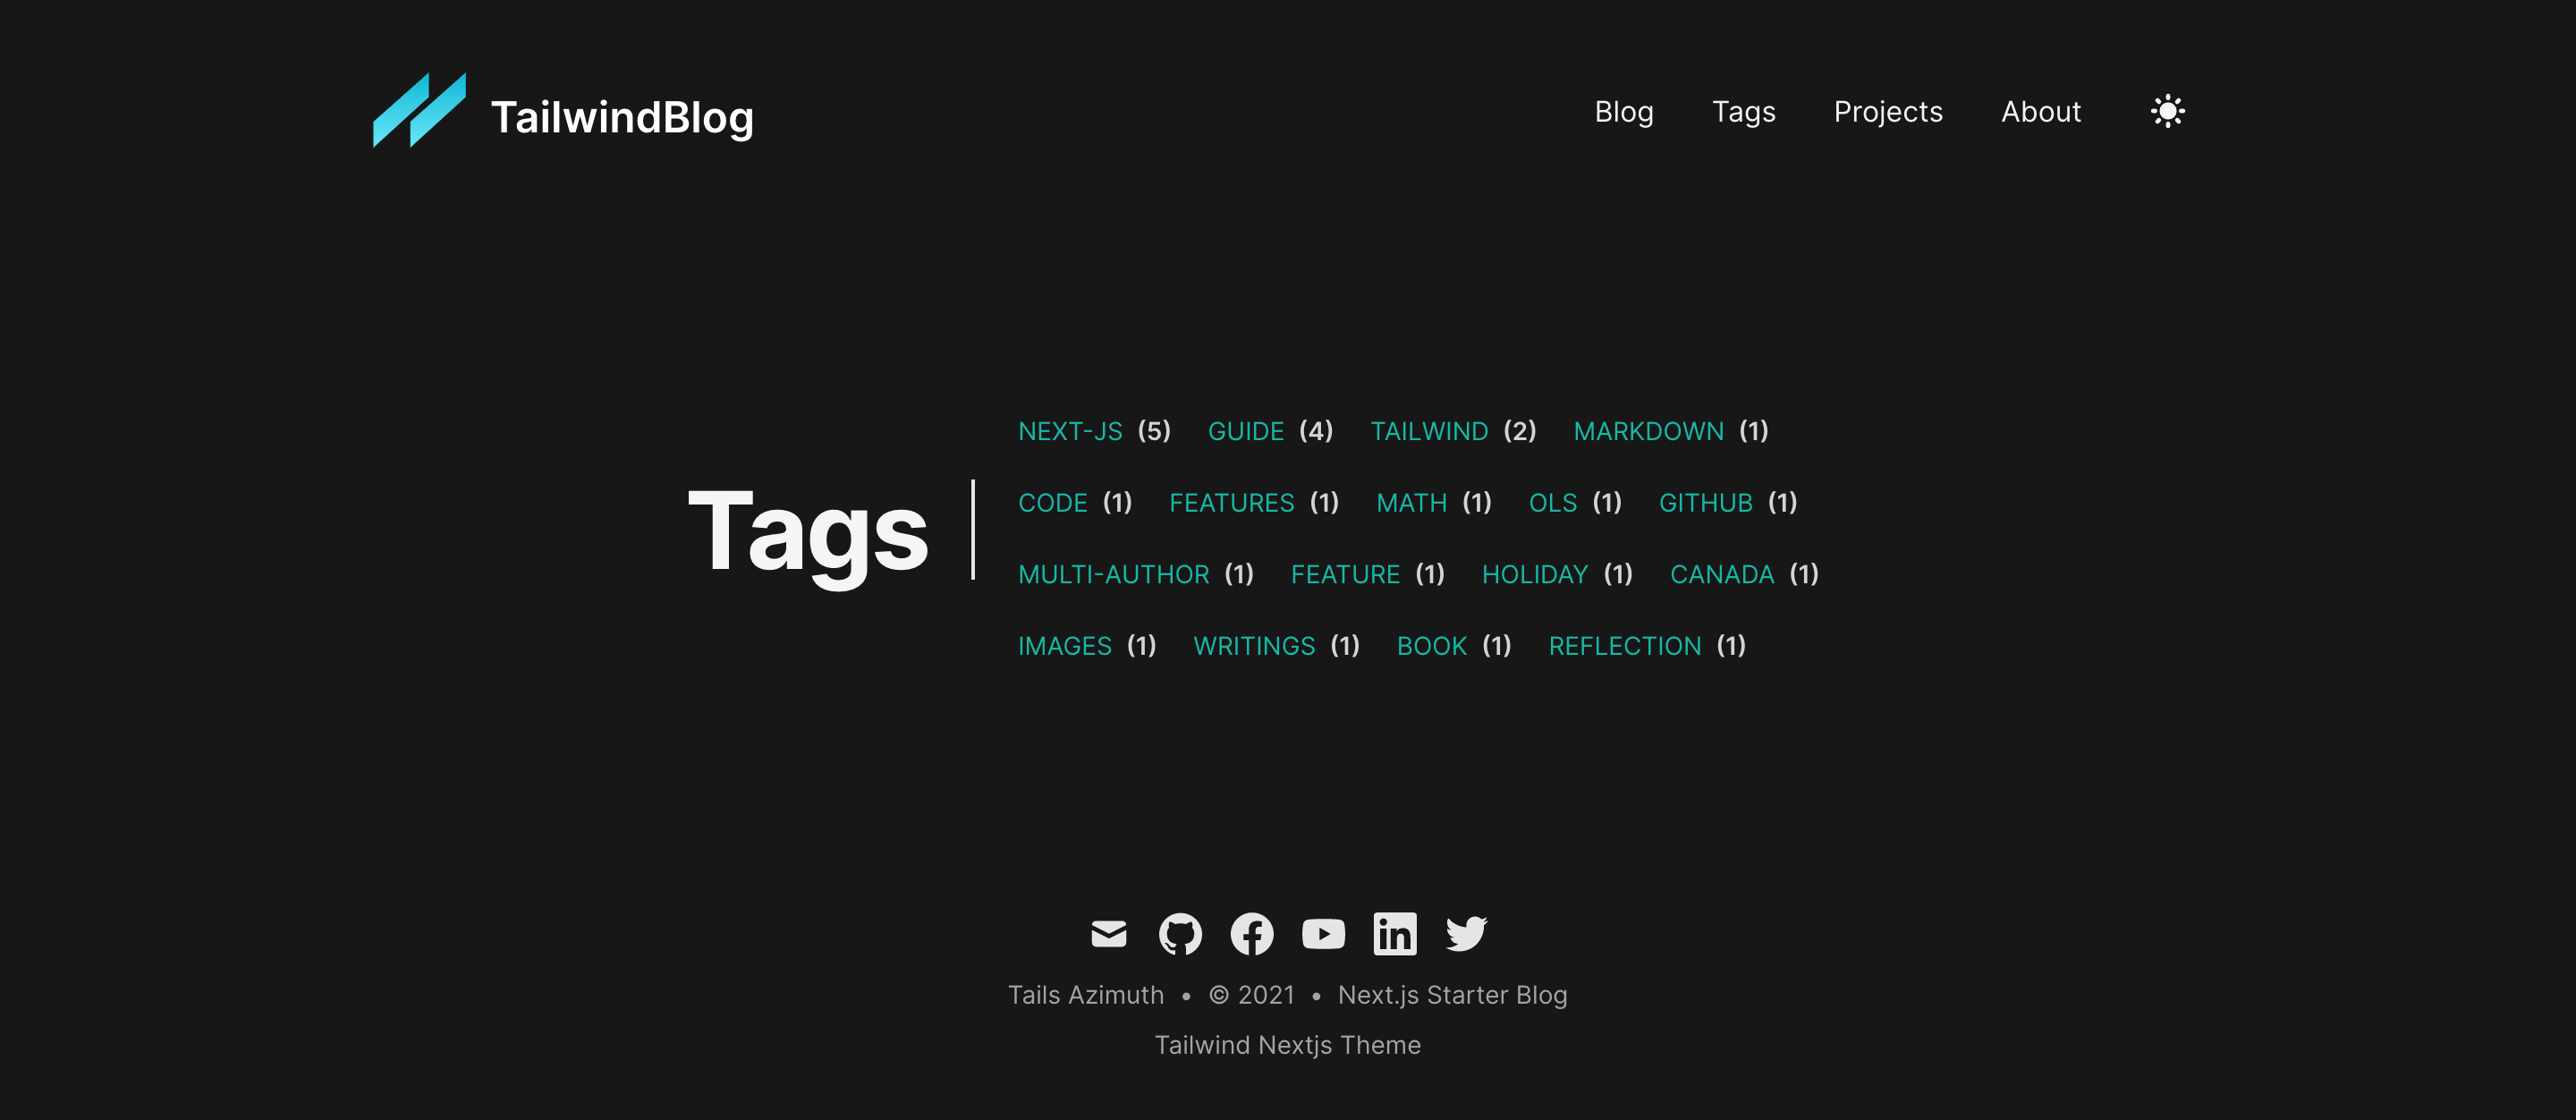 TailwindBlog
Blog Tags Projects About
Tags
NEXT-JS (5) GUIDE (4) TAILWIND (2) MARKDOWN (1)
CODE (1) FEATURES (1) MATH (1) OLS (1) GITHUB (1)
MULTI-AUTHOR (1) FEATURE (1) HOLIDAY (1) CANADA (1)
IMAGES (1) WRITINGS (1) BOOK (1) REFLECTION (1)
Tails Azimuth • © 2021 • Next.js Starter Blog
Tailwind Nextjs Theme